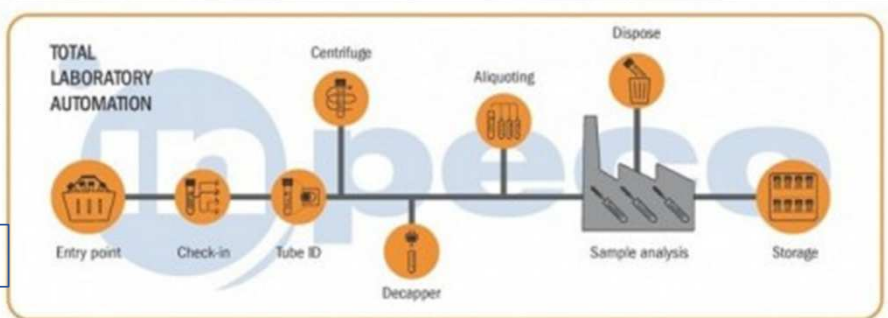 TOTAL
LABORATORY
AUTOMATION
Centrifuge
Aliquoting
Dispose
Entry point
Check-in
Tube ID
Decapper
Sample analysis
Storage
inpeco